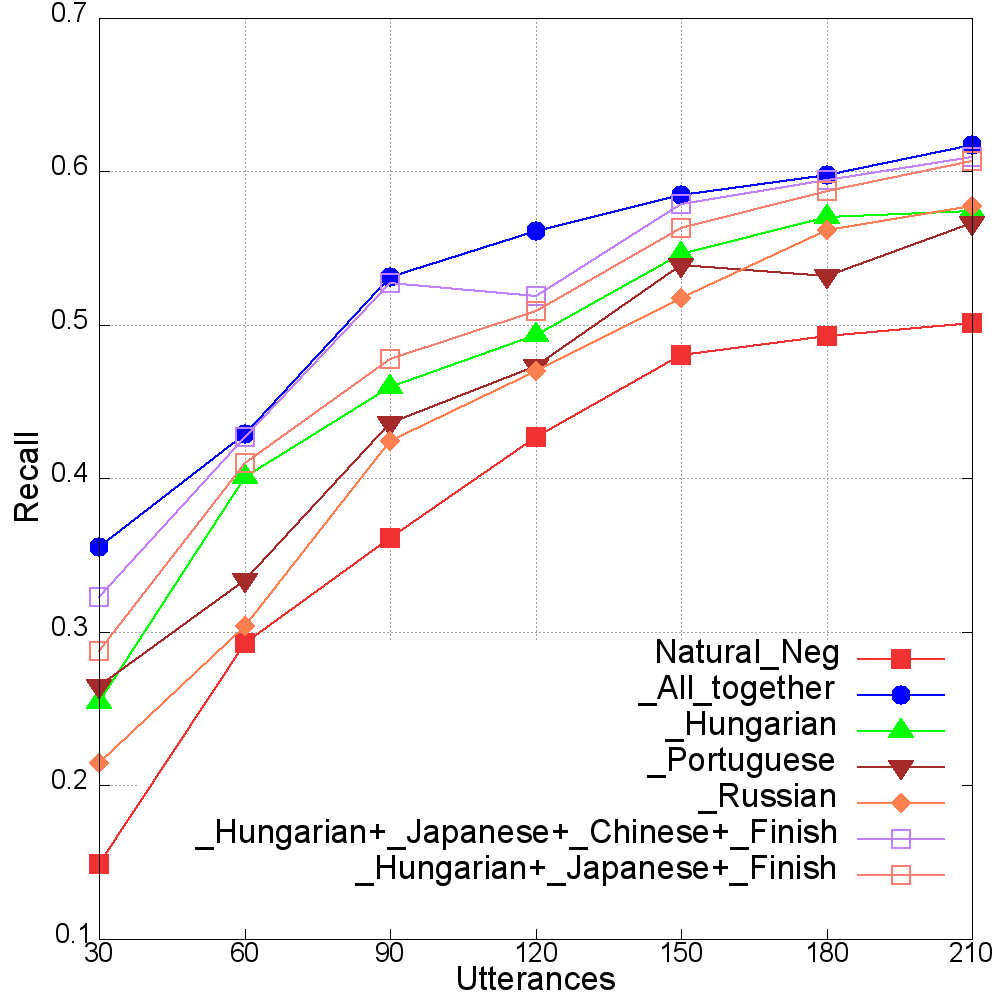 0.7
0.6
0.5
0.4
0.3
0.2
0.1
Recall
30 60 90 120 150 180 210
Utterances
Natural_Neg
_All_together
_Hungarian
_Portuguese
_Russian
_Hungarian+_Japanese+_Chinese+_Finish
_Hungarian+_Japanese+_Finish